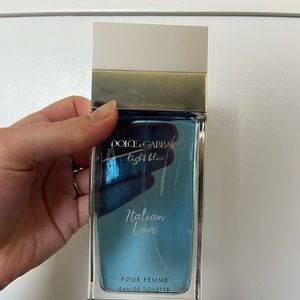 DOLCE & GABBANA
light blue
Italian
Love
POUR FEMME
EAU DE TOILETTE